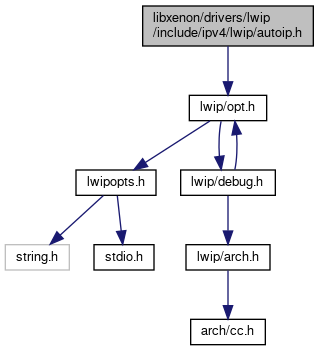 libxenon/drivers/lwip
/include/ipv4/lwip/autoip.h
lwip/opt.h
lwipopts.h
lwip/debug.h
string.h
stdio.h
lwip/arch.h
arch/cc.h